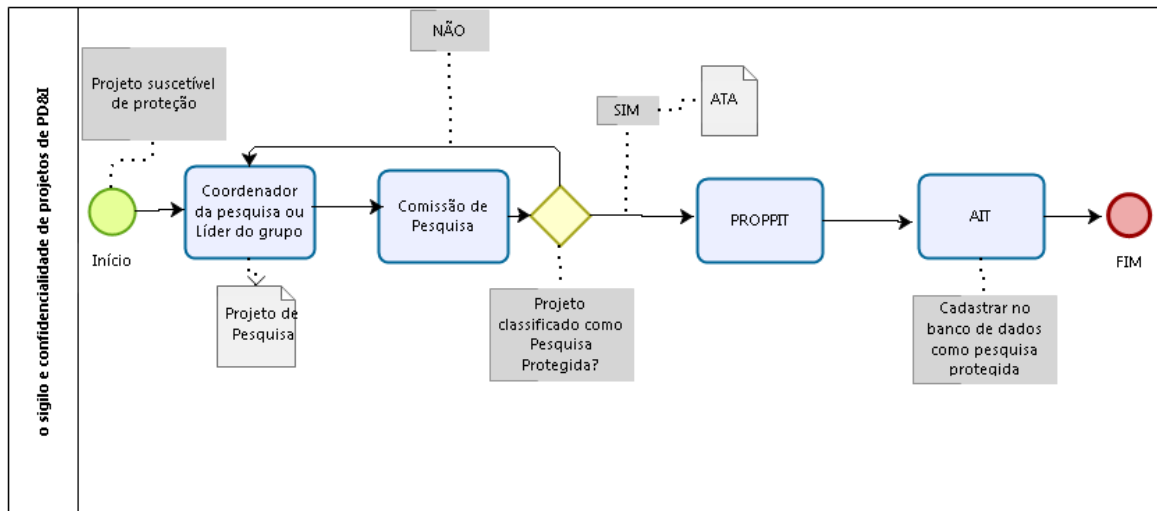 o sigilo e confidencialidade de projetos de PD&I
Projeto suscetível
de proteção
Início
Coordenador
da pesquisa ou
Líder do grupo
Projeto de
Pesquisa
NÃO
Comissão de
Pesquisa
Projeto
classificado como
Pesquisa
Protegida?
SIM
ATA
PROPPIT
AIT
Cadastrar no
banco de dados
como pesquisa
protegida
FIM